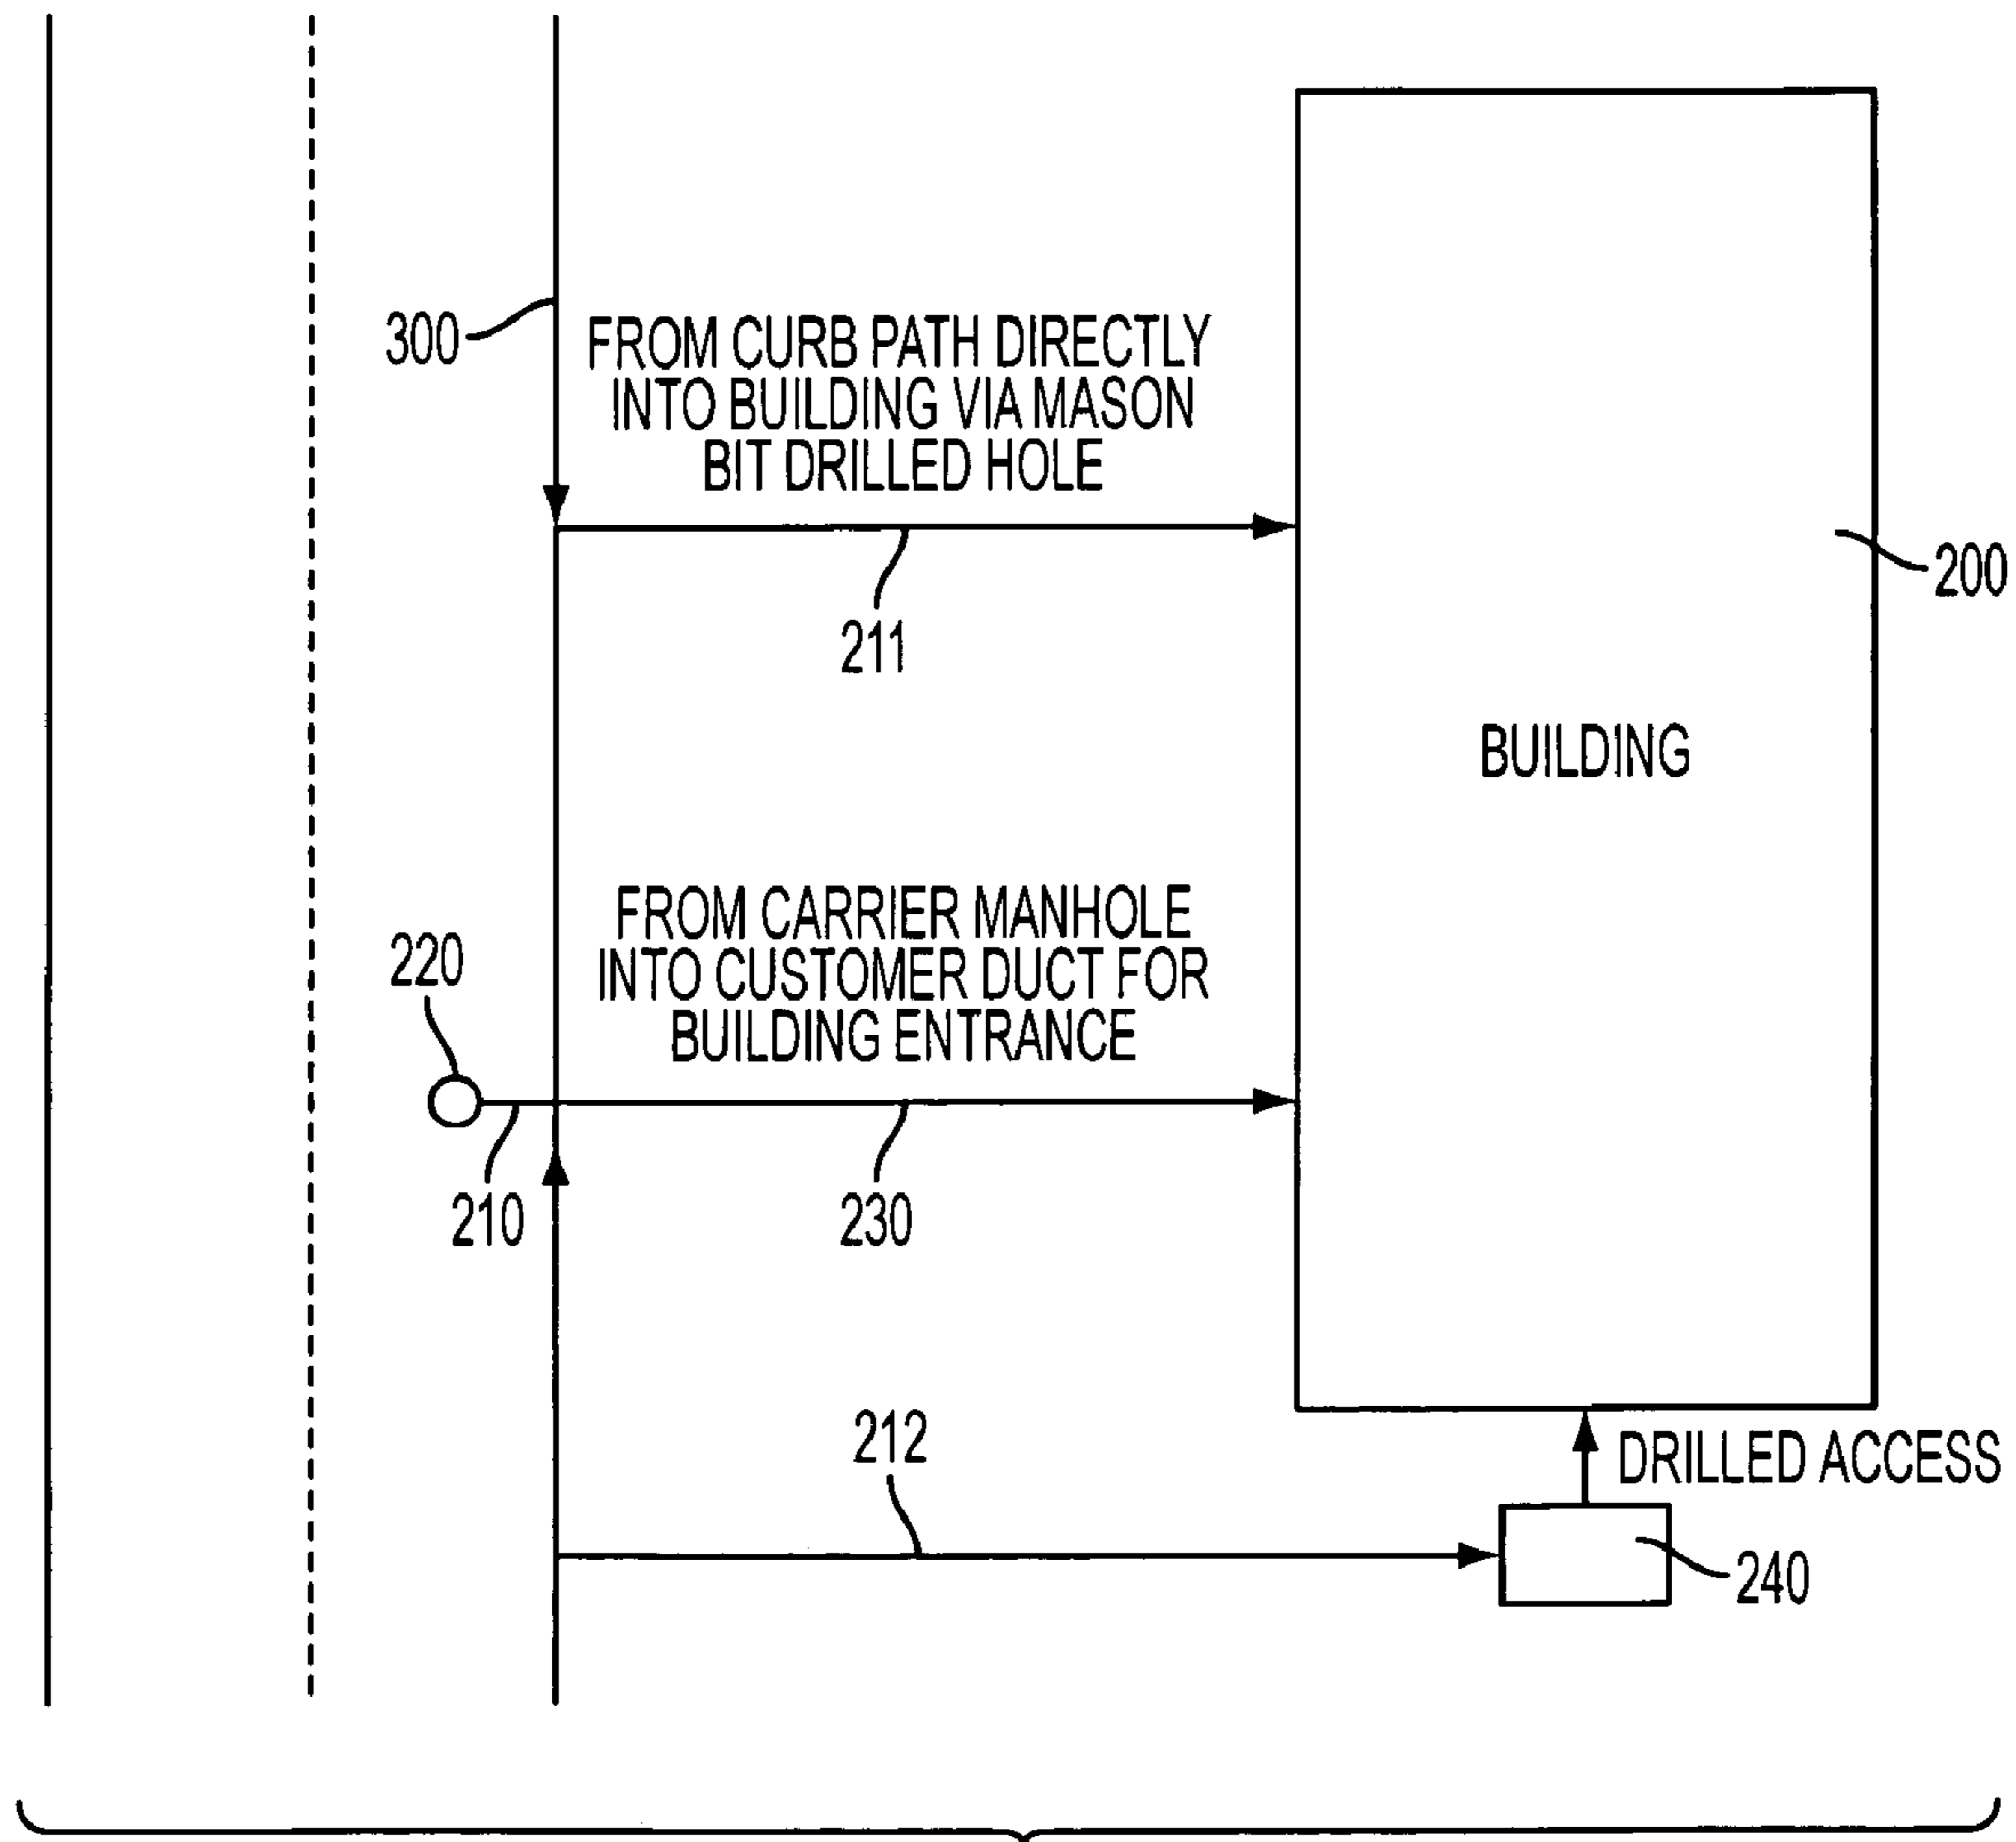 300
FROM CURB PATH DIRECTLY
INTO BUILDING VIA MASON
BIT DRILLED HOLE
200
211
BUILDING
FROM CARRIER MANHOLE
INTO CUSTOMER DUCT FOR
BUILDING ENTRANCE
220
210
230
212
DRILLED ACCESS
240